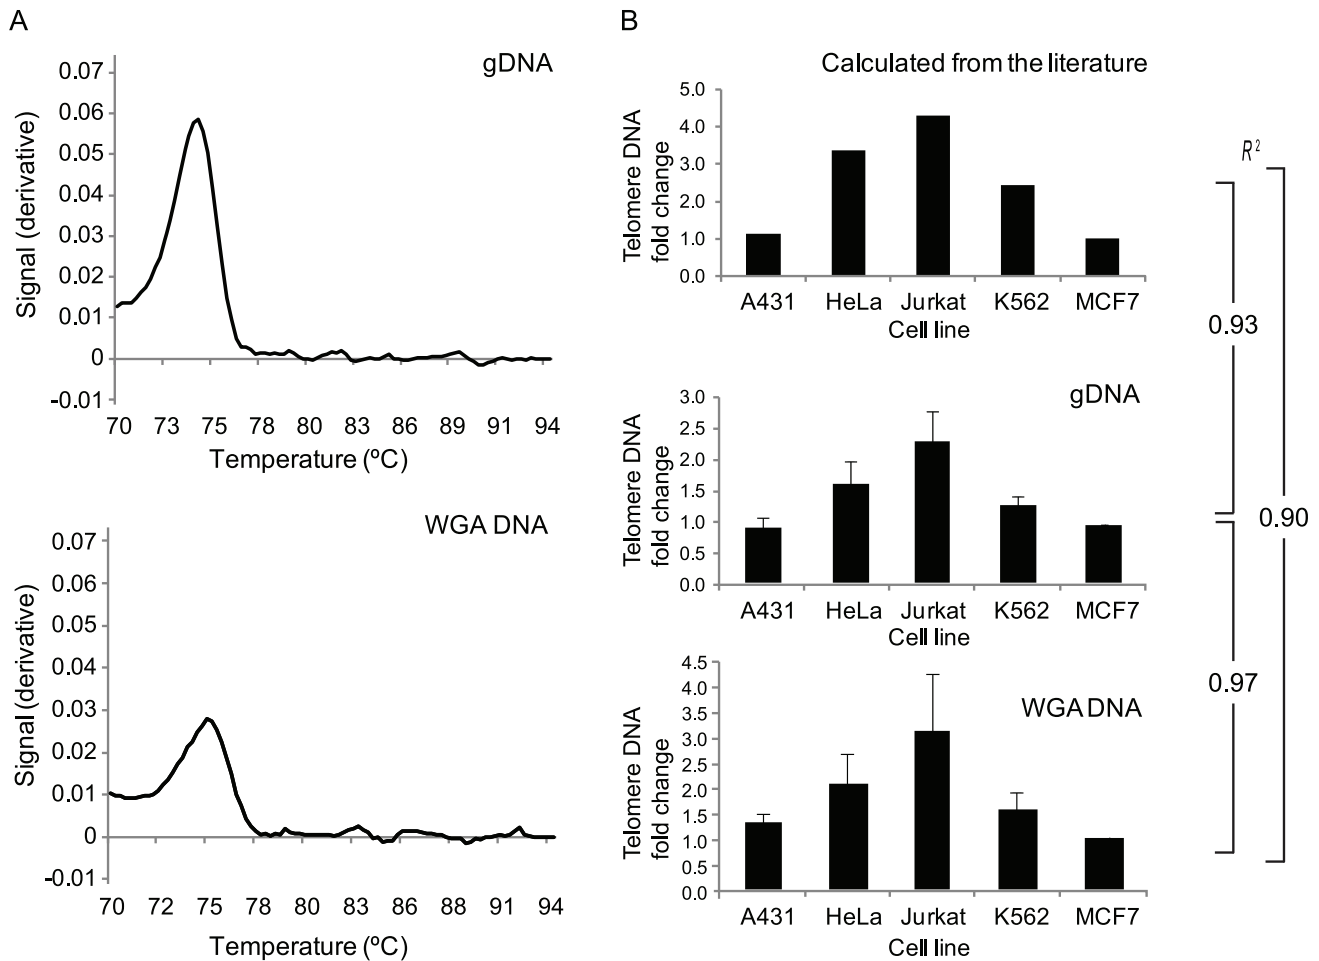 A
gDNA
Signal (derivative)
0.07
0.06
0.05
0.04
0.03
0.02
0.01
0
-0.01
70 73 75 78 80 83 86 89 91 94
Temperature (ºC)
WGA DNA
Signal (derivative)
0.07
0.06
0.05
0.04
0.03
0.02
0.01
0
-0.01
70 72 75 78 80 83 86 88 91 94
Temperature (ºC)
B
Calculated from the literature
Telomere DNA
fold change
5.0
4.0
3.0
2.0
1.0
0.0
A431 HeLa Jurkat K562 MCF7
Cell line
gDNA
Telomere DNA
fold change
3.0
2.5
2.0
1.5
1.0
0.5
0.0
A431 HeLa Jurkat K562 MCF7
Cell line
WGA DNA
Telomere DNA
fold change
4.5
4.0
3.5
3.0
2.5
2.0
1.5
1.0
0.5
0.0
A431 HeLa Jurkat K562 MCF7
Cell line
R²
0.93
0.90
0.97